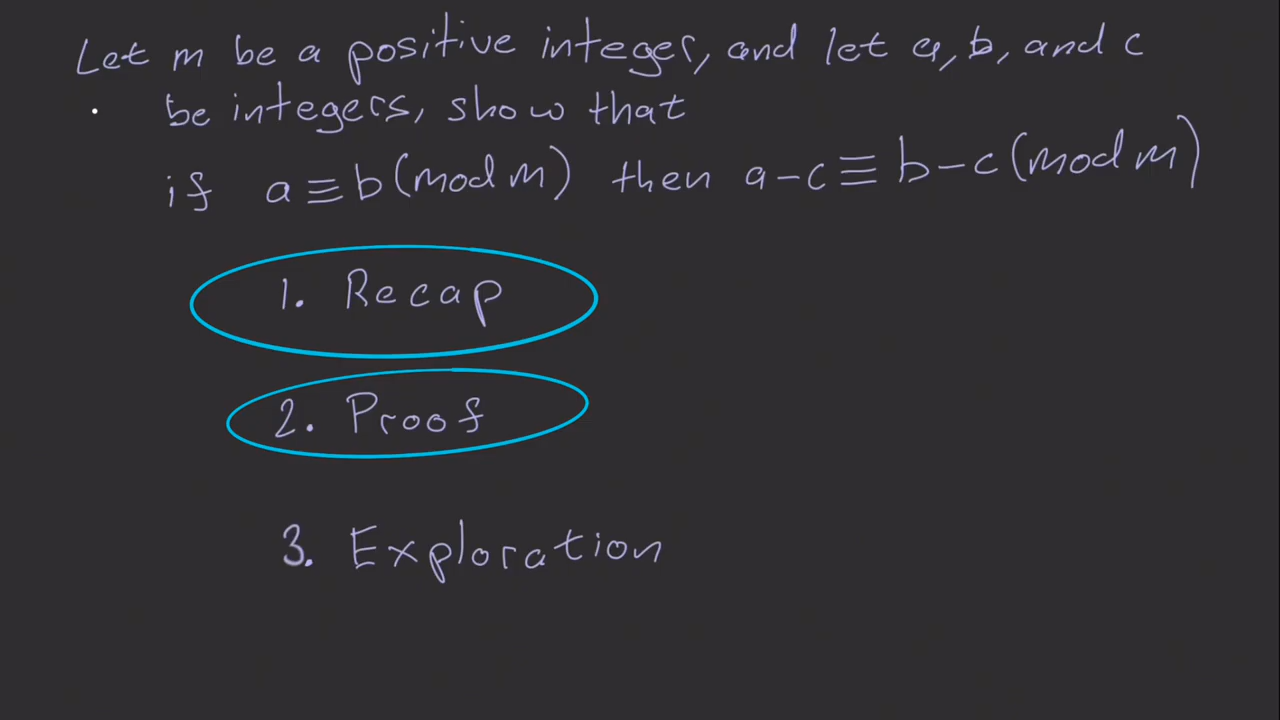 Let m be a positive integer, and let a, b, and c
be integers, show that
if a ≡ b (mod m) then a - c ≡ b - c (mod m)
1. Recap
2. Proof
3. Exploration